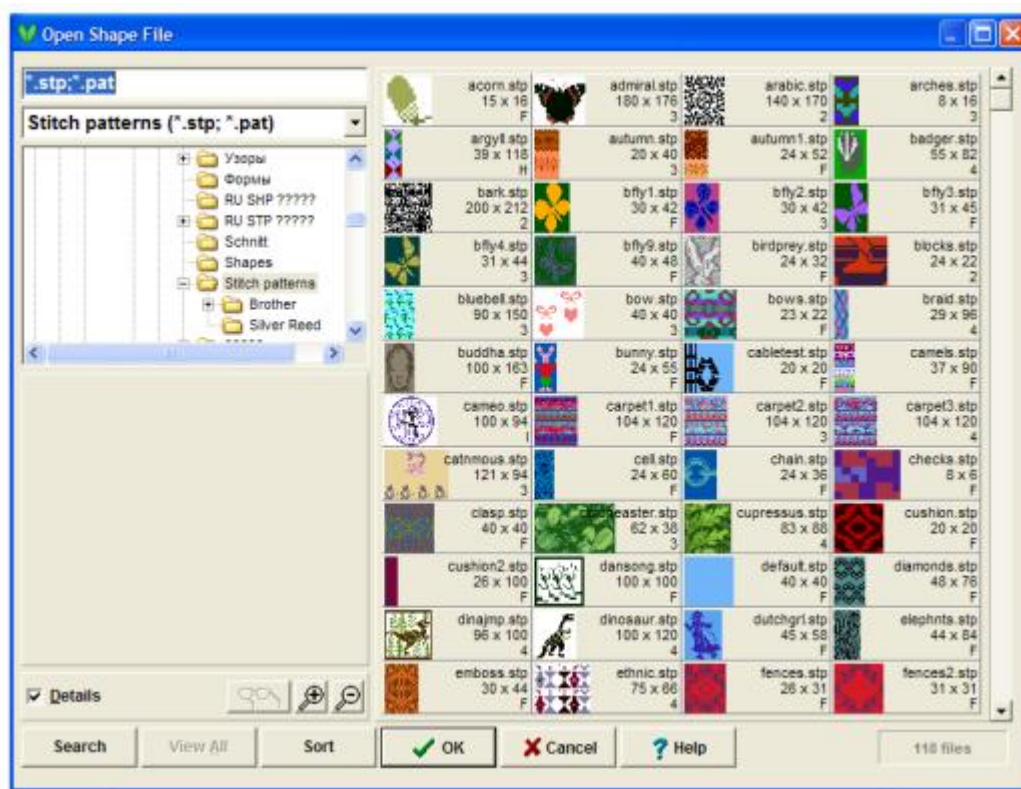 Open Shape File
*.stp;*.pat
Stitch patterns (*.stp; *.pat)
Узоры
Формы
RU SHP ?????
RU STP ?????
Schnitt
Shapes
Stitch patterns
Brother
Silver Reed
acorn.stp
15 x 16
F
admiral.stp
180 x 176
3
arabic.stp
140 x 170
2
arches.stp
8 x 16
3
argyll.stp
39 x 118
H
autumn.stp
20 x 40
3
autumn1.stp
24 x 52
F
badger.stp
55 x 82
4
bark.stp
200 x 212
2
bfly1.stp
30 x 42
F
bfly2.stp
30 x 42
3
bfly3.stp
31 x 45
F
bfly4.stp
31 x 44
3
bfly9.stp
40 x 48
F
birdprey.stp
24 x 32
F
blocks.stp
24 x 22
2
bluebell.stp
90 x 150
3
bow.stp
40 x 40
3
bows.stp
23 x 22
F
braid.stp
29 x 96
4
buddha.stp
100 x 163
F
bunny.stp
24 x 55
F
cabletest.stp
20 x 20
F
camels.stp
37 x 90
F
cameo.stp
100 x 94
I
carpet1.stp
104 x 120
F
carpet2.stp
104 x 120
3
carpet3.stp
104 x 120
4
catnmous.stp
121 x 94
3
cell.stp
24 x 60
F
chain.stp
24 x 36
F
checks.stp
8 x 6
F
clasp.stp
40 x 40
F
62 x 38
3
cupressus.stp
83 x 88
4
cushion.stp
20 x 20
F
cushion2.stp
26 x 100
F
dansong.stp
100 x 100
F
default.stp
40 x 40
F
diamonds.stp
48 x 76
F
dinajmp.stp
96 x 100
4
dinosaur.stp
100 x 120
4
dutchgrl.stp
45 x 58
F
elephnts.stp
44 x 84
F
emboss.stp
30 x 44
F
ethnic.stp
75 x 66
4
fences.stp
26 x 31
F
fences2.stp
31 x 31
F
Details
Search
View All
Sort
OK
Cancel
Help
118 files